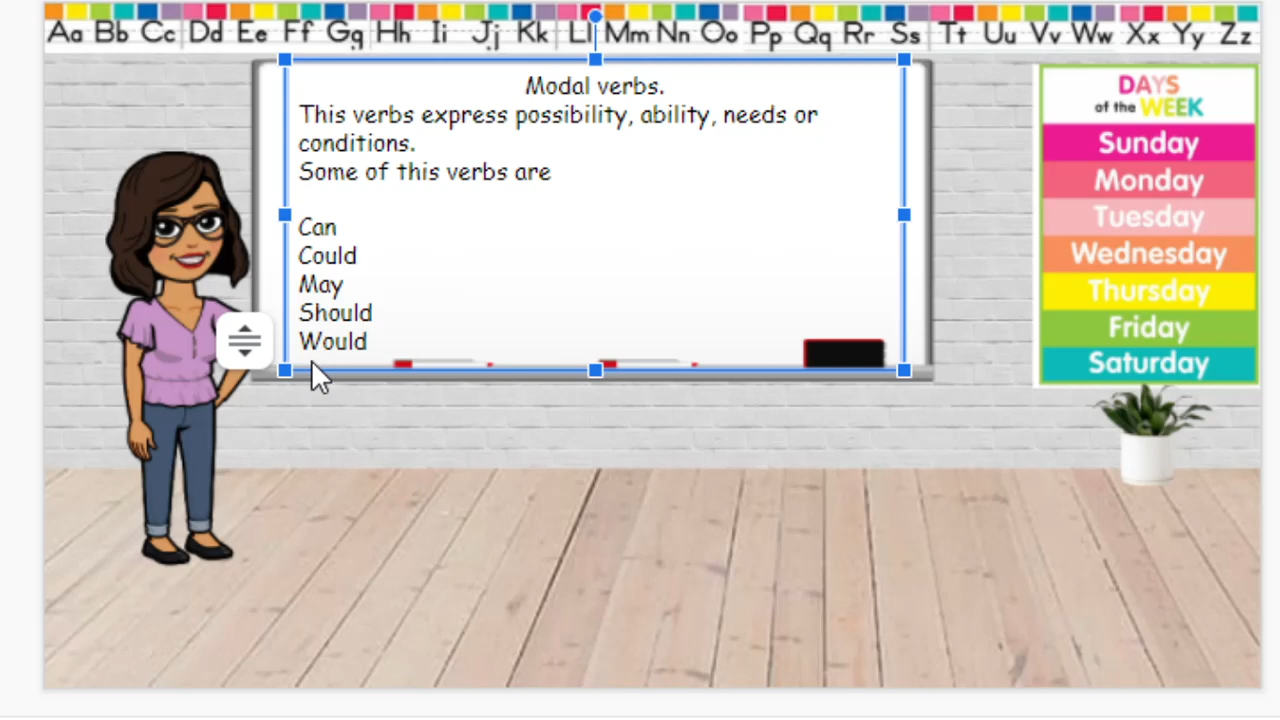 Aa Bb Cc Dd Ee Ff Gg Hh Ii Jj Kk Ll Mm Nn Oo Pp Qq Rr Ss Tt Uu Vv Ww Xx Yy Zz
Modal verbs.
This verbs express possibility, ability, needs or
conditions.
Some of this verbs are
Can
Could
May
Should
Would
DAYS
of the WEEK
Sunday
Monday
Tuesday
Wednesday
Thursday
Friday
Saturday